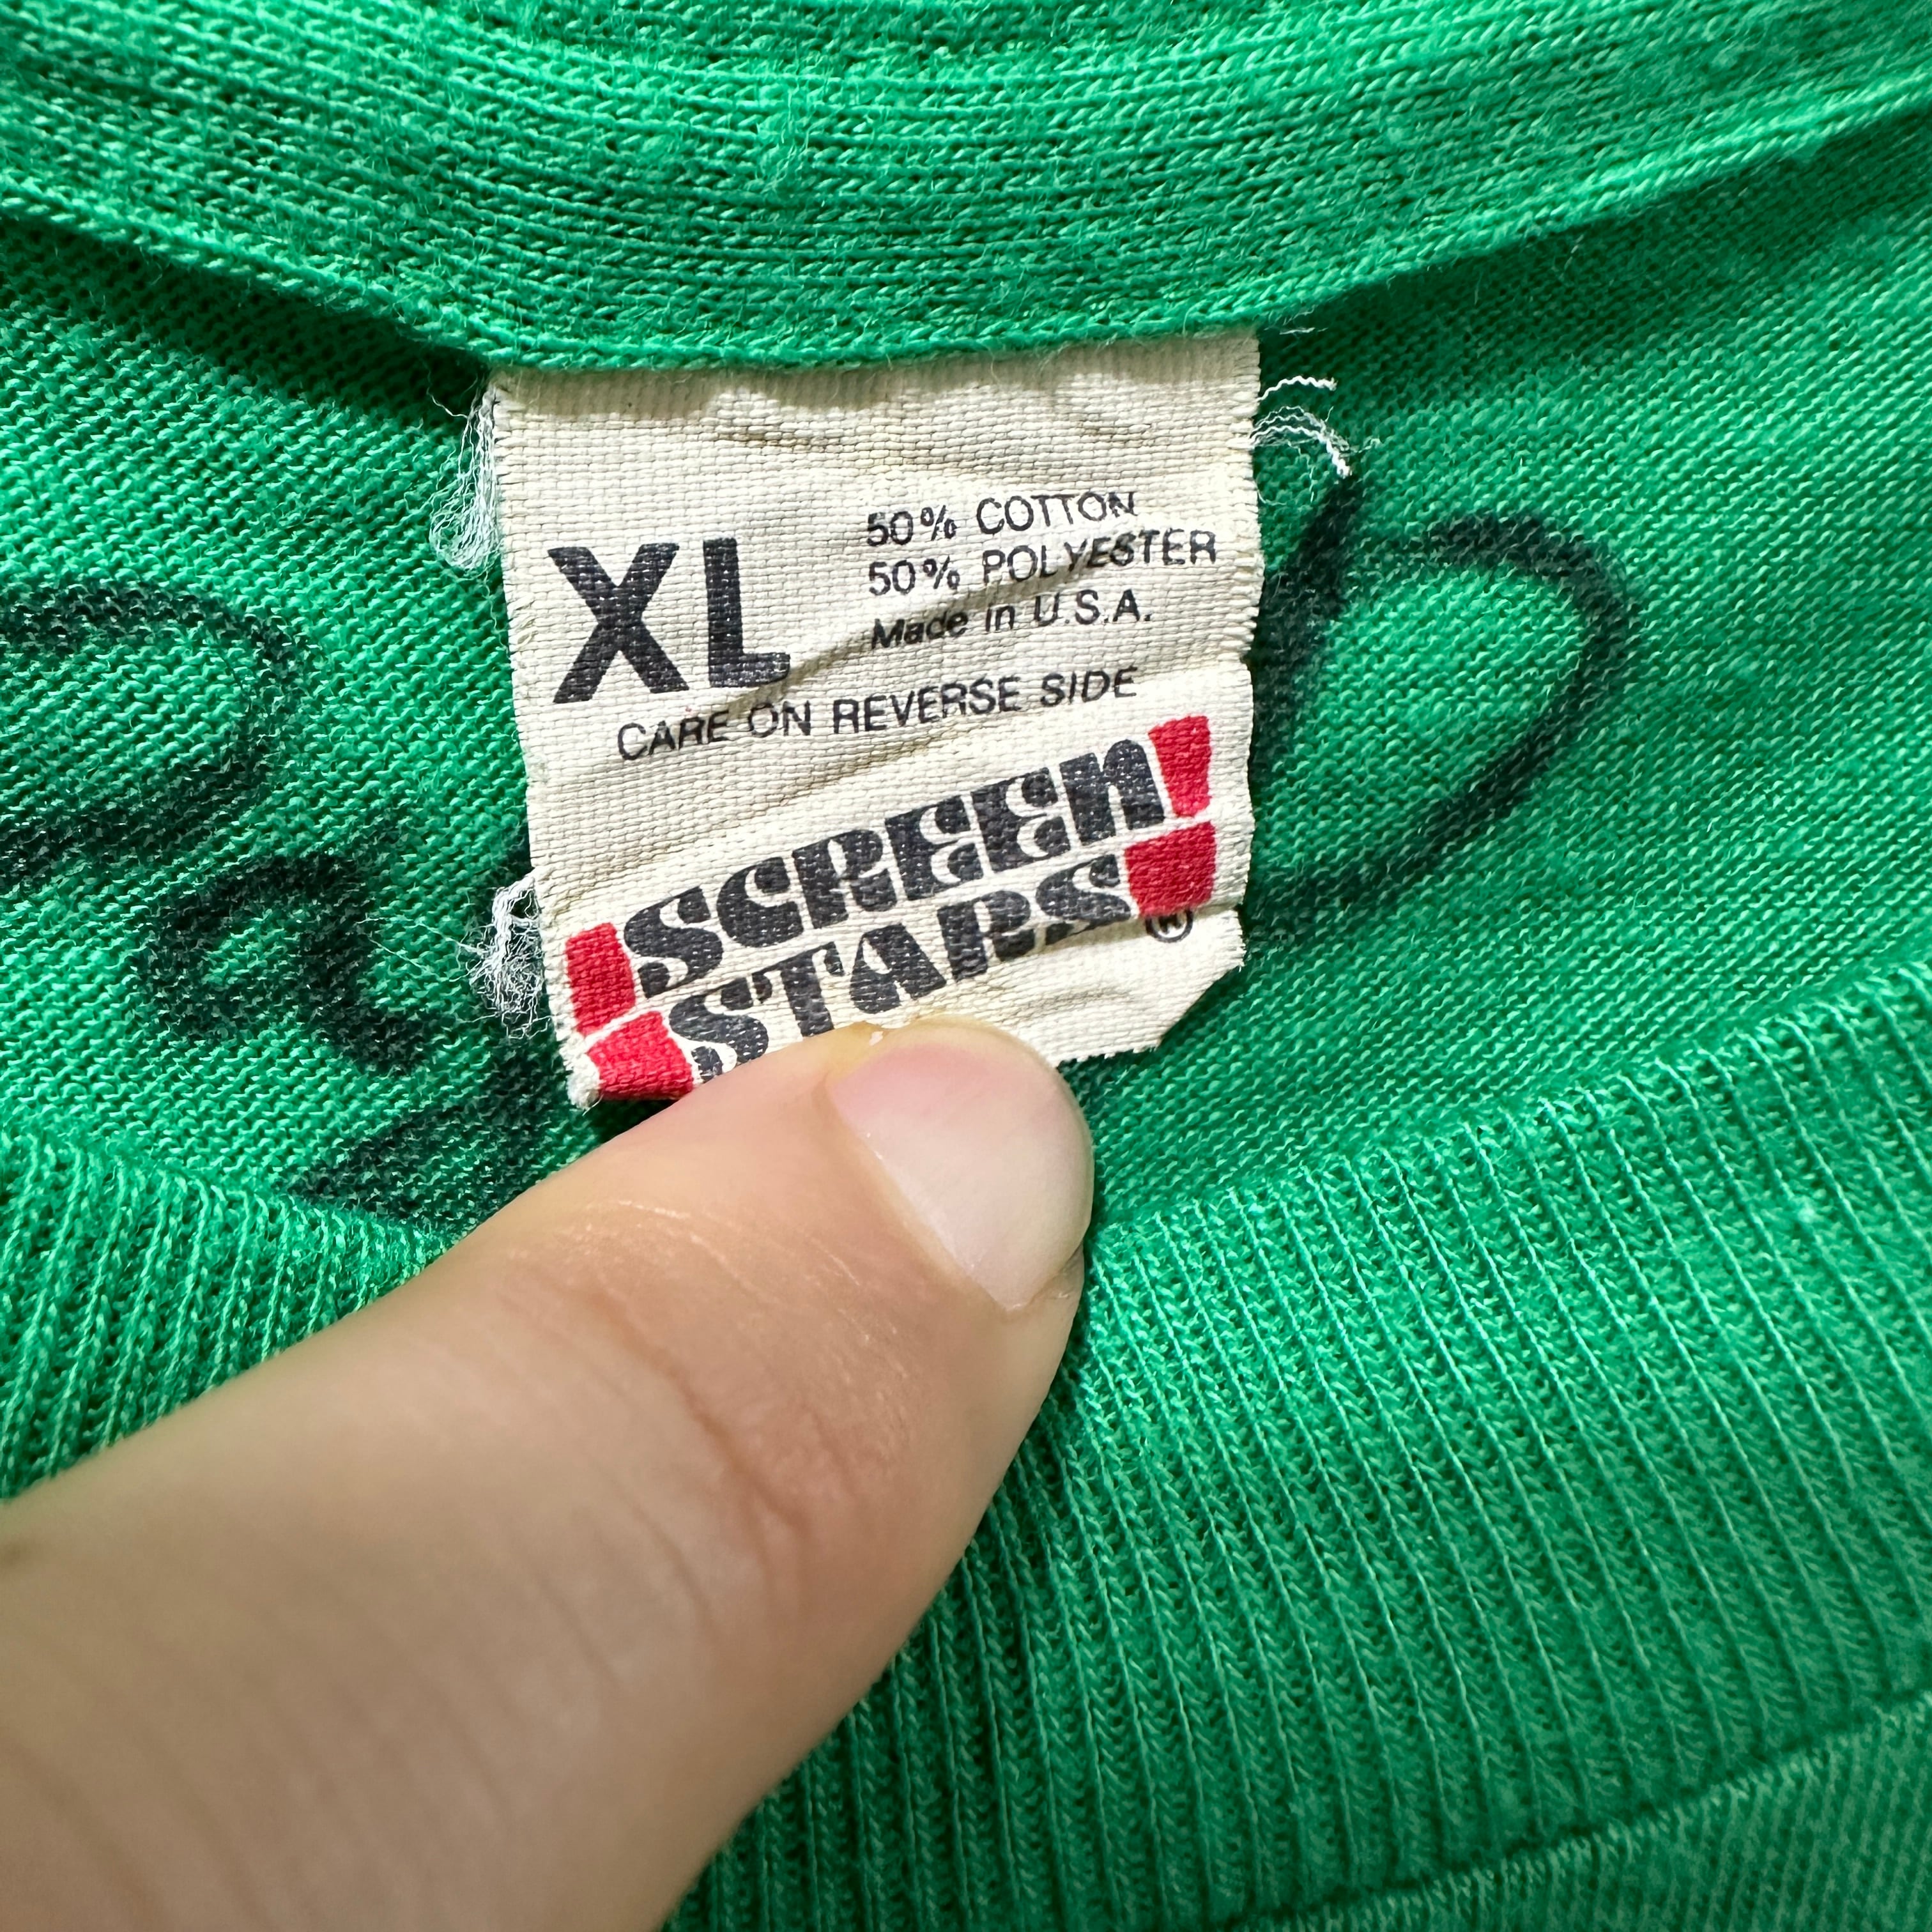 XL
50% COTTON
50% POLYESTER
Made in U.S.A.
CARE ON REVERSE SIDE
SCREEN
STARS®